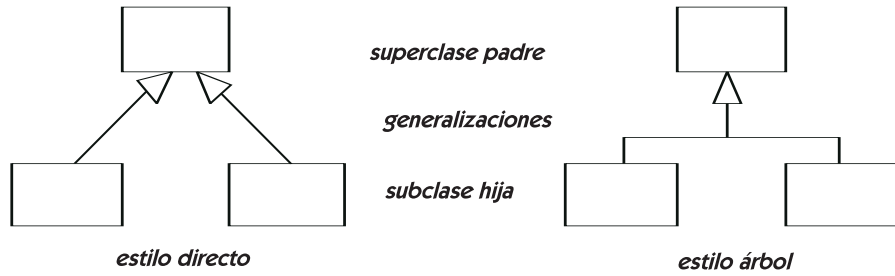 superclase padre
generalizaciones
subclase hija
estilo directo
estilo árbol